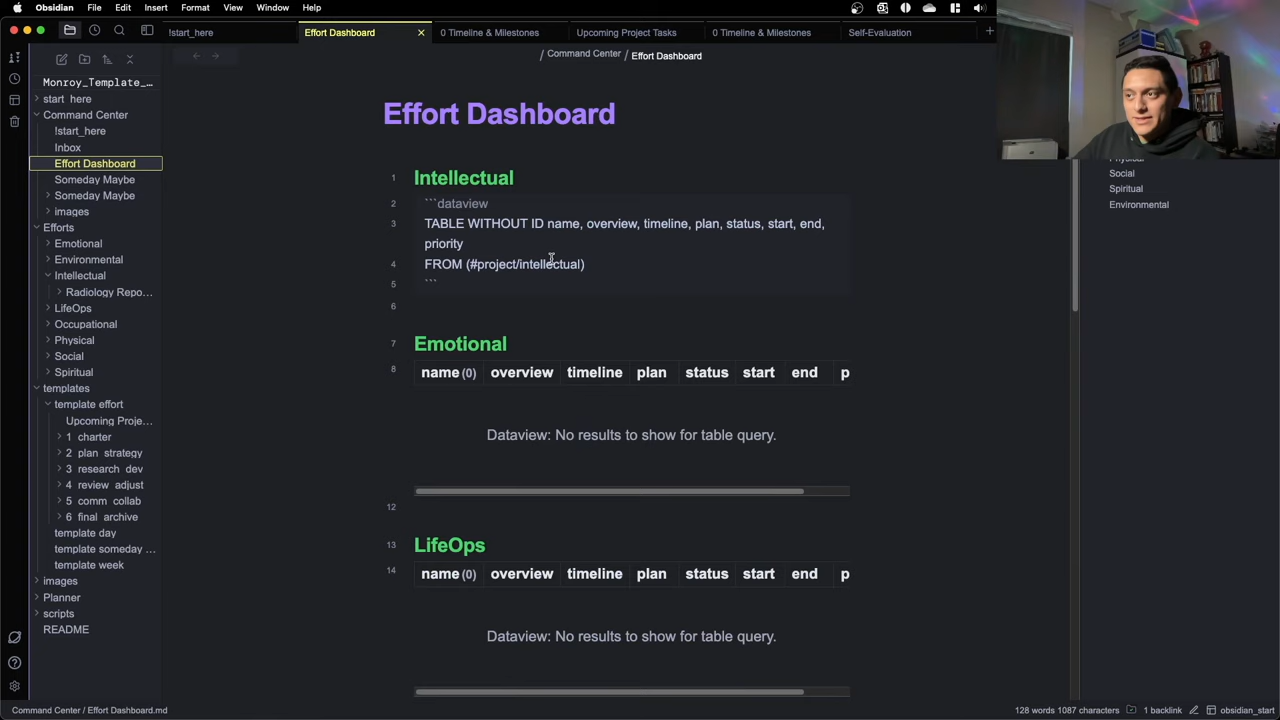 Obsidian File Edit Insert Format View Window Help
!start_here
Effort Dashboard
0 Timeline & Milestones
Upcoming Project Tasks
0 Timeline & Milestones
Self-Evaluation
/ Command Center / Effort Dashboard
Monroy_Template_...
start here
Command Center
!start_here
Inbox
Effort Dashboard
Someday Maybe
Someday Maybe
images
Efforts
Emotional
Environmental
Intellectual
Radiology Repo...
LifeOps
Occupational
Physical
Social
Spiritual
templates
template effort
Upcoming Proje...
1 charter
2 plan strategy
3 research dev
4 review adjust
5 comm collab
6 final archive
template day
template someday ...
template week
images
Planner
scripts
README
Effort Dashboard
1 Intellectual
2 ```dataview
3 TABLE WITHOUT ID name, overview, timeline, plan, status, start, end,
priority
4 FROM (#project/intellectual)
5 ```
6
7 Emotional
8 name (0) overview timeline plan status start end p
Dataview: No results to show for table query.
12
13 LifeOps
14 name (0) overview timeline plan status start end p
Dataview: No results to show for table query.
Physical
Social
Spiritual
Environmental
Command Center / Effort Dashboard.md
128 words 1087 characters
1 backlink
obsidian_start